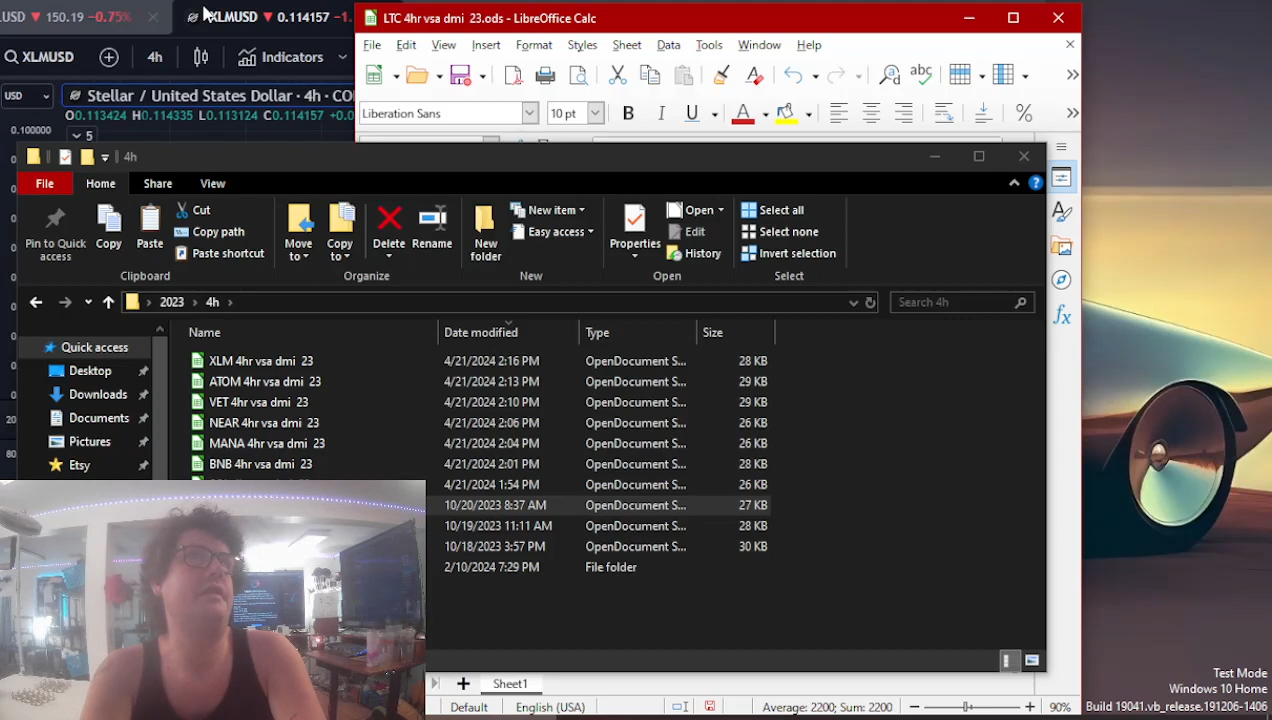 USD ▼ 150.19 -0.75%
XLMUSD ▼ 0.114157 -1.
LTC 4hr vsa dmi 23.ods - LibreOffice Calc
XLMUSD 4h Indicators
File Edit View Insert Format Styles Sheet Data Tools Window Help
USD Stellar / United States Dollar · 4h · CO
O0.113424 H0.114335 L0.113124 C0.114157 +0.0
Liberation Sans 10 pt B I U A %
0.100000
5
4h
File Home Share View
Pin to Quick access
Copy
Paste
Cut
Copy path
Paste shortcut
Clipboard
Move to
Copy to
Delete
Rename
Organize
New folder
New item
Easy access
New
Properties
Open
Edit
History
Open
Select all
Select none
Invert selection
Select
2023 › 4h ›
Search 4h
Name Date modified Type Size
Quick access
Desktop
Downloads
Documents
Pictures
Etsy
XLM 4hr vsa dmi 23 4/21/2024 2:16 PM OpenDocument S... 28 KB
ATOM 4hr vsa dmi 23 4/21/2024 2:13 PM OpenDocument S... 29 KB
VET 4hr vsa dmi 23 4/21/2024 2:10 PM OpenDocument S... 29 KB
NEAR 4hr vsa dmi 23 4/21/2024 2:06 PM OpenDocument S... 26 KB
MANA 4hr vsa dmi 23 4/21/2024 2:04 PM OpenDocument S... 26 KB
BNB 4hr vsa dmi 23 4/21/2024 2:01 PM OpenDocument S... 28 KB
4/21/2024 1:54 PM OpenDocument S... 26 KB
10/20/2023 8:37 AM OpenDocument S... 27 KB
10/19/2023 11:11 AM OpenDocument S... 28 KB
10/18/2023 3:57 PM OpenDocument S... 30 KB
2/10/2024 7:29 PM File folder
Sheet1
Default English (USA) Average: 2200; Sum: 2200 90%
Test Mode
Windows 10 Home
Build 19041.vb_release.191206-1406